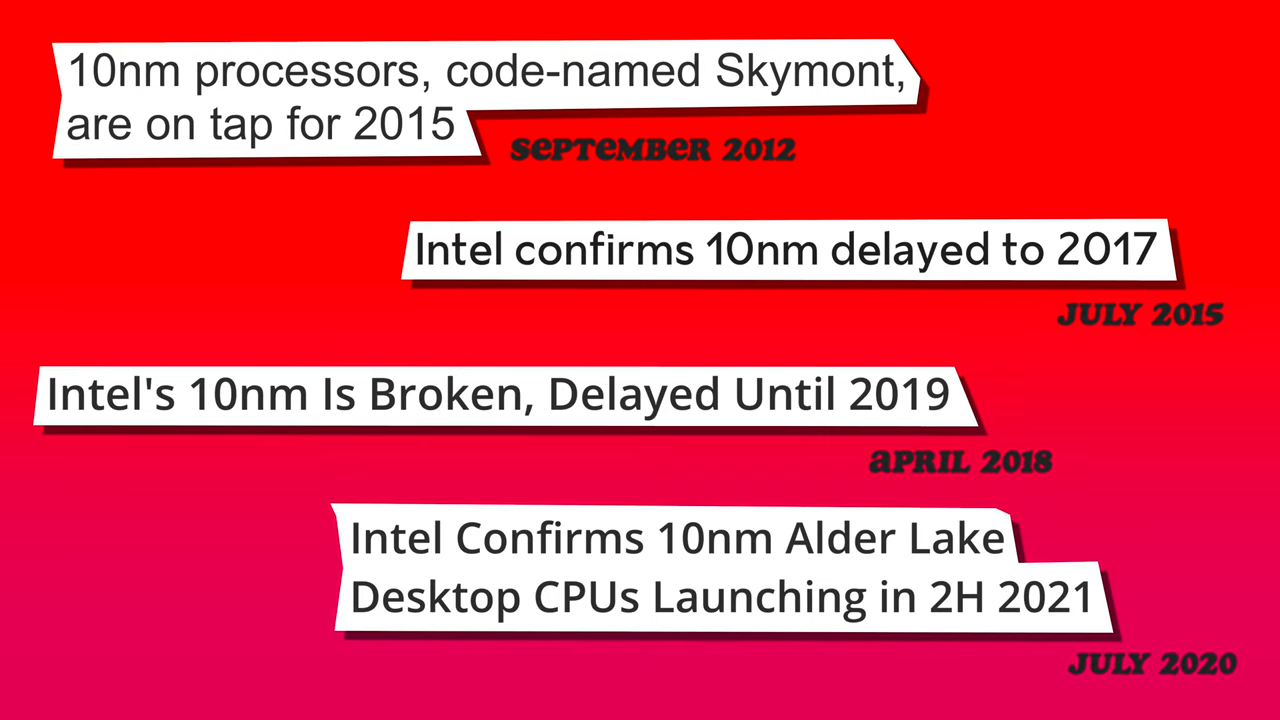 10nm processors, code-named Skymont,
are on tap for 2015
SEPTEMBER 2012
Intel confirms 10nm delayed to 2017
JULY 2015
Intel's 10nm Is Broken, Delayed Until 2019
APRIL 2018
Intel Confirms 10nm Alder Lake
Desktop CPUs Launching in 2H 2021
JULY 2020